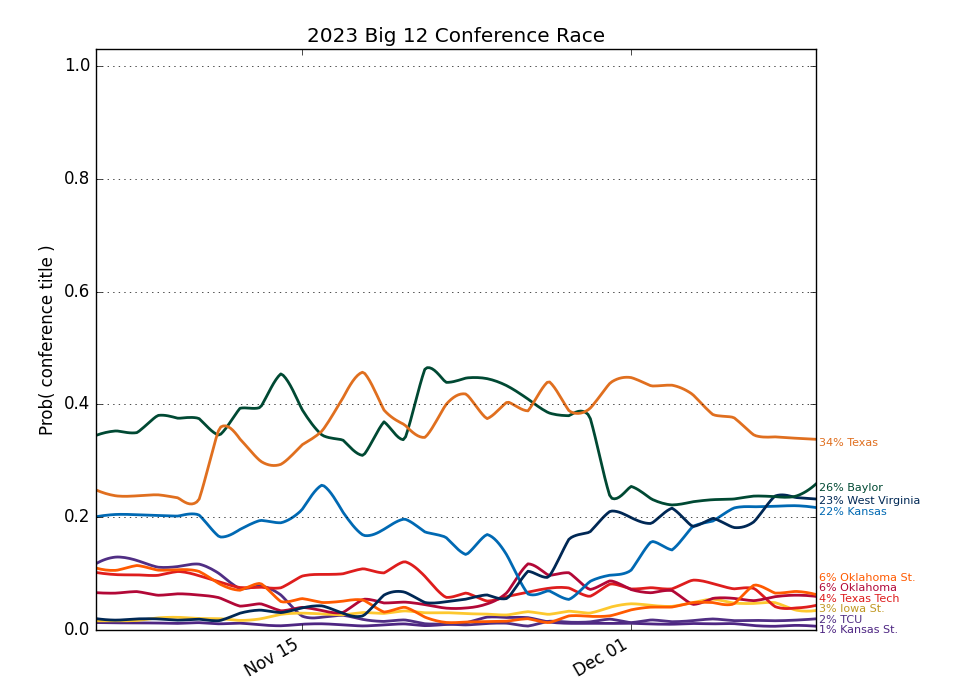 2023 Big 12 Conference Race
Prob( conference title )
1.0
0.8
0.6
0.4
0.2
0.0
Nov 15
Dec 01
34% Texas
26% Baylor
23% West Virginia
22% Kansas
6% Oklahoma St.
6% Oklahoma
4% Texas Tech
3% Iowa St.
2% TCU
1% Kansas St.